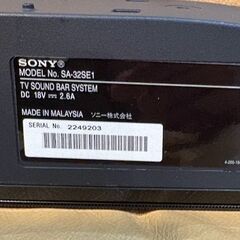 SONY®
MODEL No. SA-32SE1
TV SOUND BAR SYSTEM
DC 18V ⎓ 2.6A
MADE IN MALAYSIA ソニー株式会社
SERIAL No. 2249203